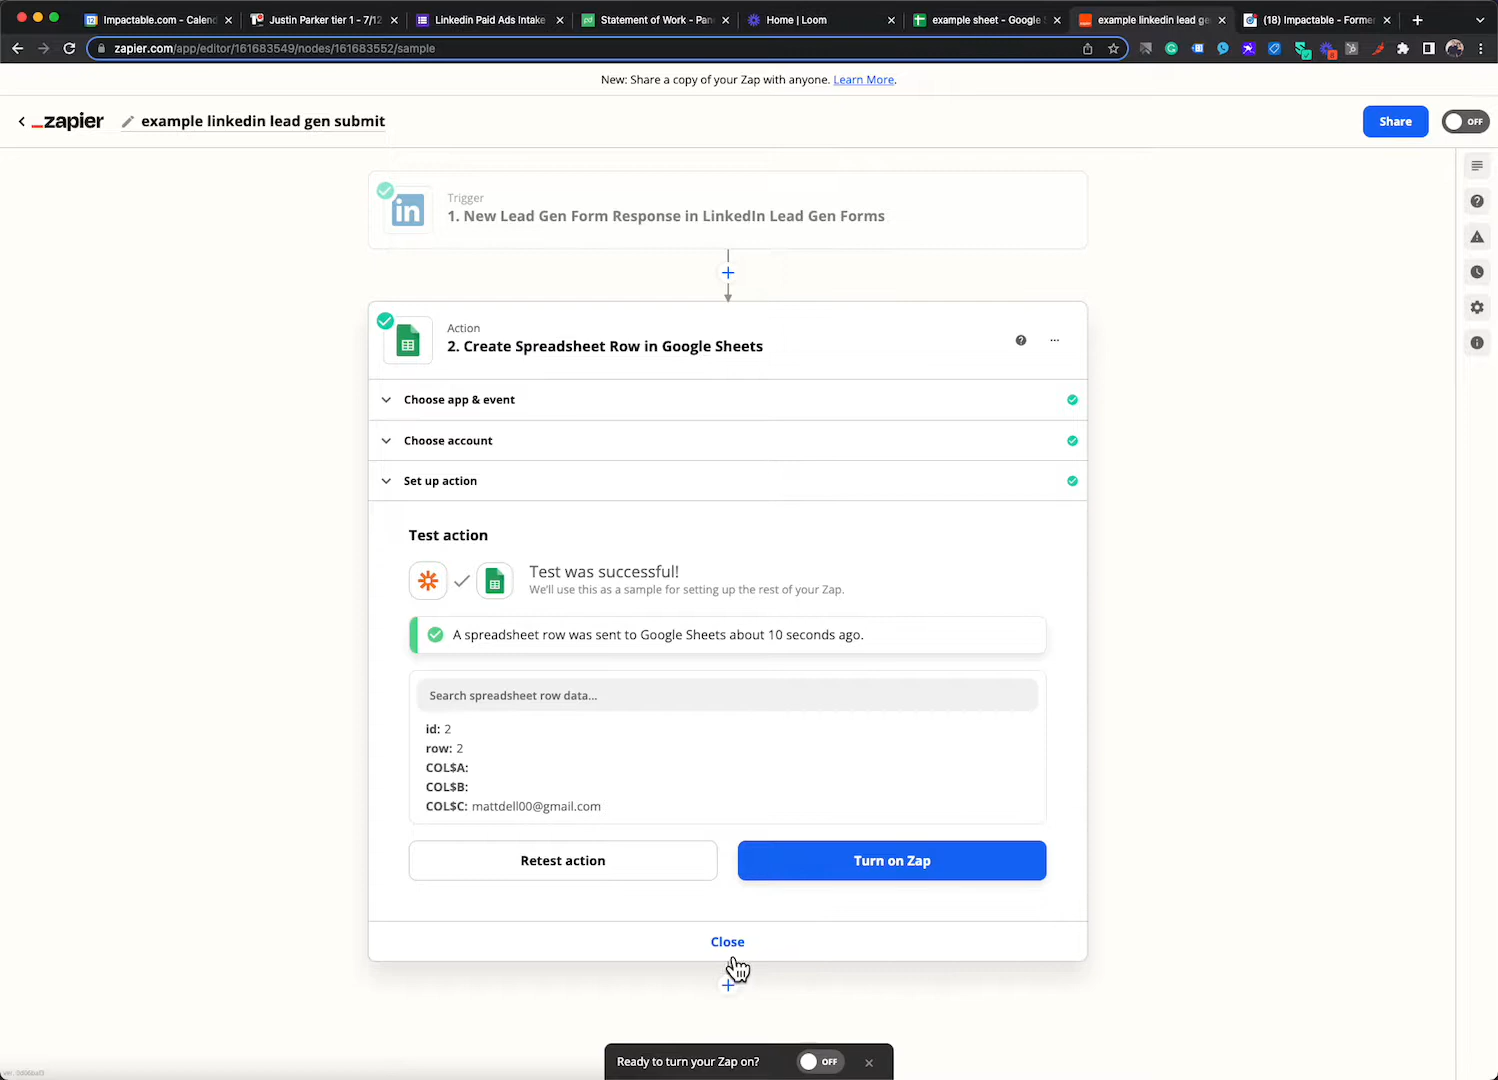 Impactable.com - Calend
Justin Parker tier 1 - 7/12
Linkedin Paid Ads Intake
Statement of Work - Pan
Home | Loom
example sheet - Google S
example linkedin lead ge
(18) Impactable - Former
zapier.com/app/editor/161683549/nodes/161683552/sample
New: Share a copy of your Zap with anyone. Learn More.
zapier
example linkedin lead gen submit
Share
OFF
Trigger
1. New Lead Gen Form Response in LinkedIn Lead Gen Forms
Action
2. Create Spreadsheet Row in Google Sheets
Choose app & event
Choose account
Set up action
Test action
Test was successful!
We'll use this as a sample for setting up the rest of your Zap.
A spreadsheet row was sent to Google Sheets about 10 seconds ago.
Search spreadsheet row data...
id: 2
row: 2
COL$A:
COL$B:
COL$C: mattdell00@gmail.com
Retest action
Turn on Zap
Close
Ready to turn your Zap on?
OFF